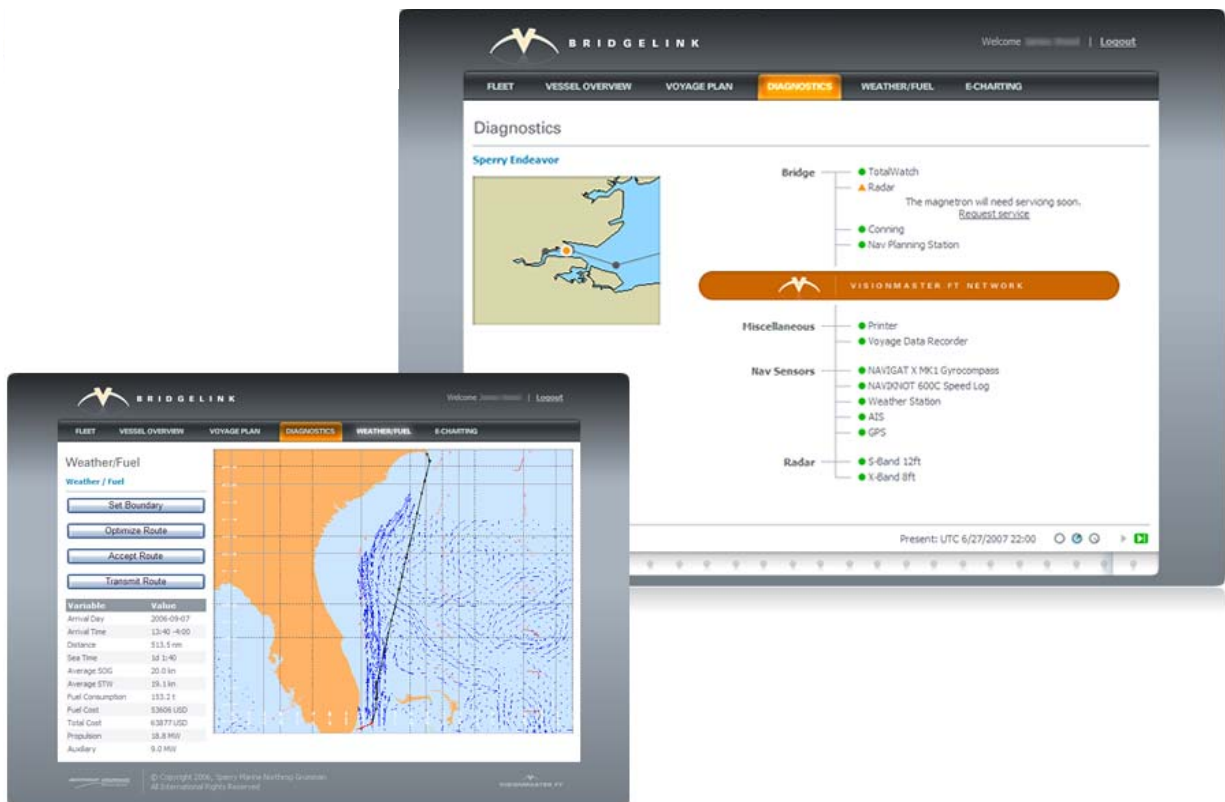 BRIDGELINK
Welcome | Logout
FLEET VESSEL OVERVIEW VOYAGE PLAN DIAGNOSTICS WEATHER/FUEL E-CHARTING
Diagnostics
Sperry Endeavor
Bridge
TotalWatch
Radar
The magnetron will need servicing soon.
Request service
Conning
Nav Planning Station
VISIONMASTER FT NETWORK
Miscellaneous
Printer
Voyage Data Recorder
Nav Sensors
NAVIGAT X MK1 Gyrocompass
NAVIKNOT 600C Speed Log
Weather Station
AIS
GPS
Radar
S-Band 12ft
X-Band 8ft
Present: UTC 6/27/2007 22:00
BRIDGELINK
Welcome | Logout
FLEET VESSEL OVERVIEW VOYAGE PLAN DIAGNOSTICS WEATHER/FUEL E-CHARTING
Weather/Fuel
Weather / Fuel
Set Boundary
Optimize Route
Accept Route
Transmit Route
Variable Value
Arrival Day 2006-09-07
Arrival Time 13:40 -4:00
Distance 513.5 nm
Sea Time 1d 1:40
Average SOG 20.0 kn
Average STW 19.1 kn
Fuel Consumption 153.2 t
Fuel Cost 53606 USD
Total Cost 63877 USD
Propulsion 18.8 MW
Auxiliary 9.0 MW
© Copyright 2006, Sperry Marine Northrop Grumman
All International Rights Reserved
VISIONMASTER FT